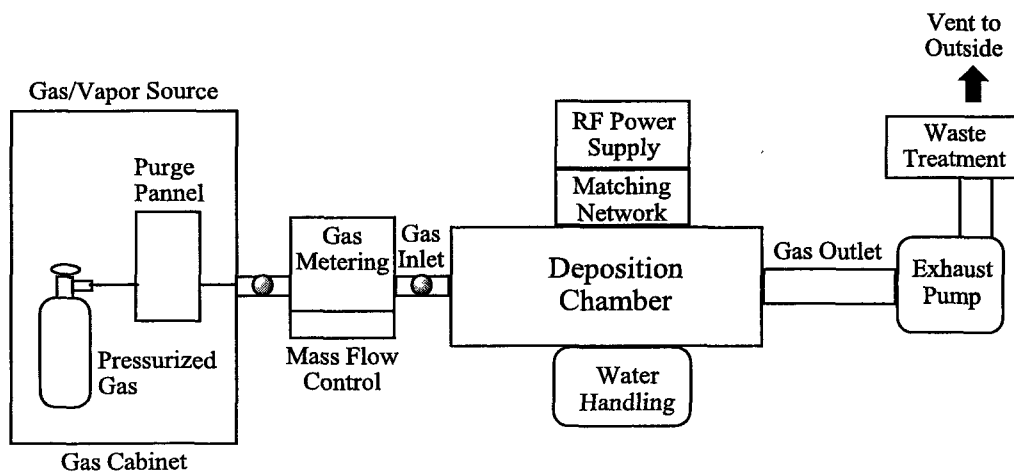 Gas/Vapor Source
Purge
Pannel
Pressurized
Gas
Gas Cabinet
Gas
Metering
Mass Flow
Control
Gas
Inlet
RF Power
Supply
Matching
Network
Deposition
Chamber
Water
Handling
Gas Outlet
Exhaust
Pump
Waste
Treatment
Vent to
Outside